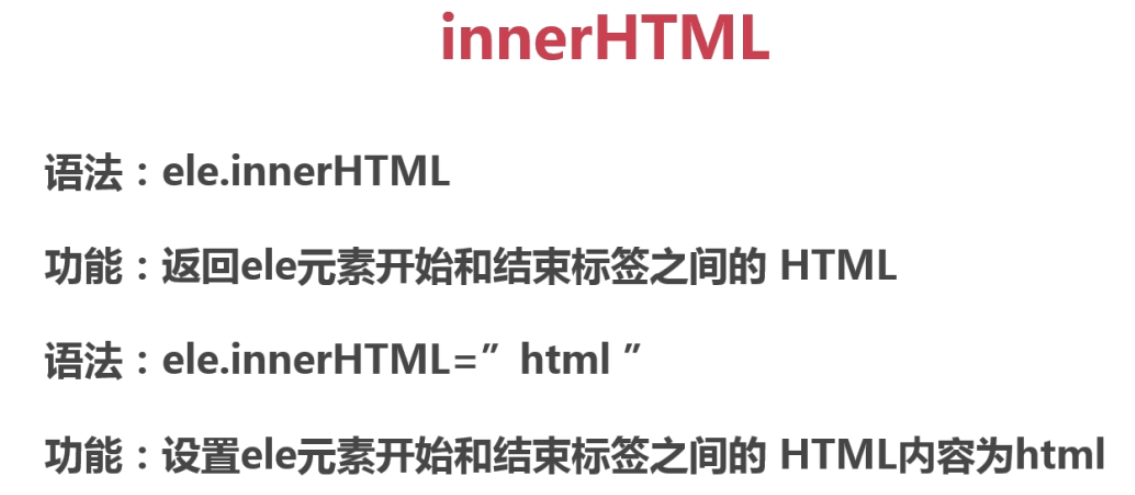 innerHTML
语法：ele.innerHTML
功能：返回ele元素开始和结束标签之间的 HTML
语法：ele.innerHTML=”html ”
功能：设置ele元素开始和结束标签之间的 HTML内容为html